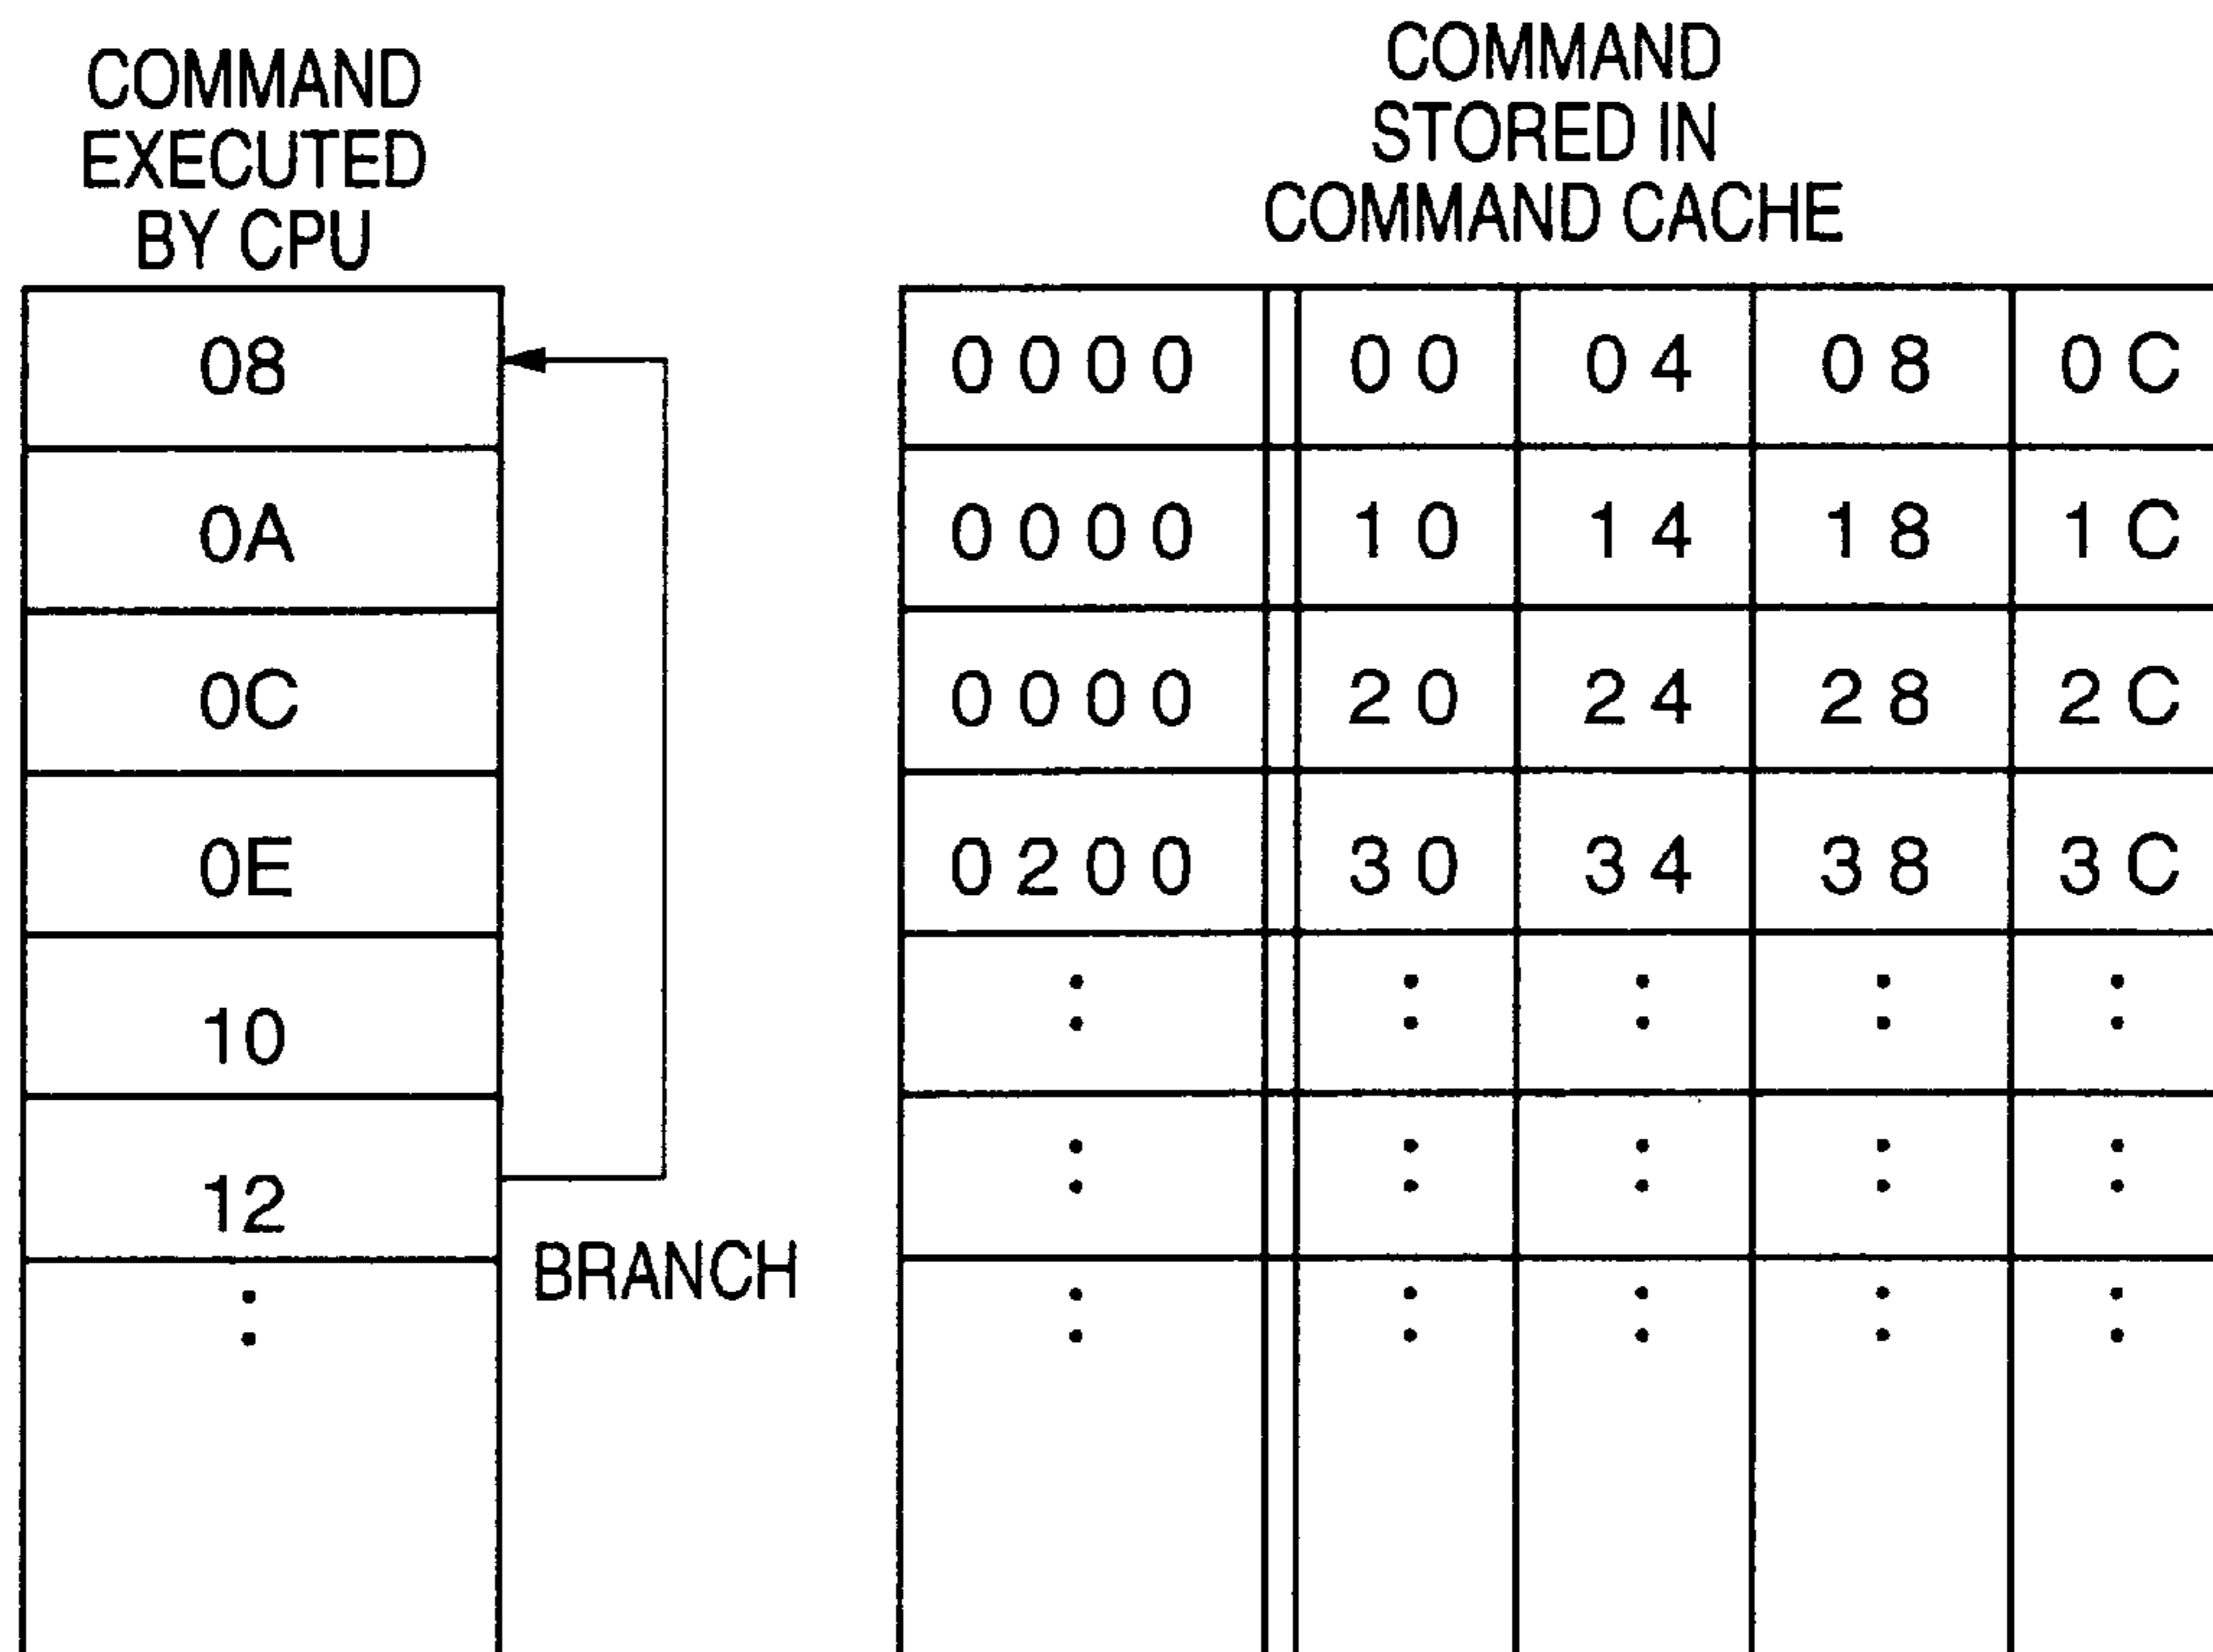 COMMAND
EXECUTED
BY CPU
08
0A
0C
0E
10
12
:
BRANCH
COMMAND
STORED IN
COMMAND CACHE
0000 00 04 08 0C
0000 10 14 18 1C
0000 20 24 28 2C
0200 30 34 38 3C
: : : : :
: : : : :
: : : : :